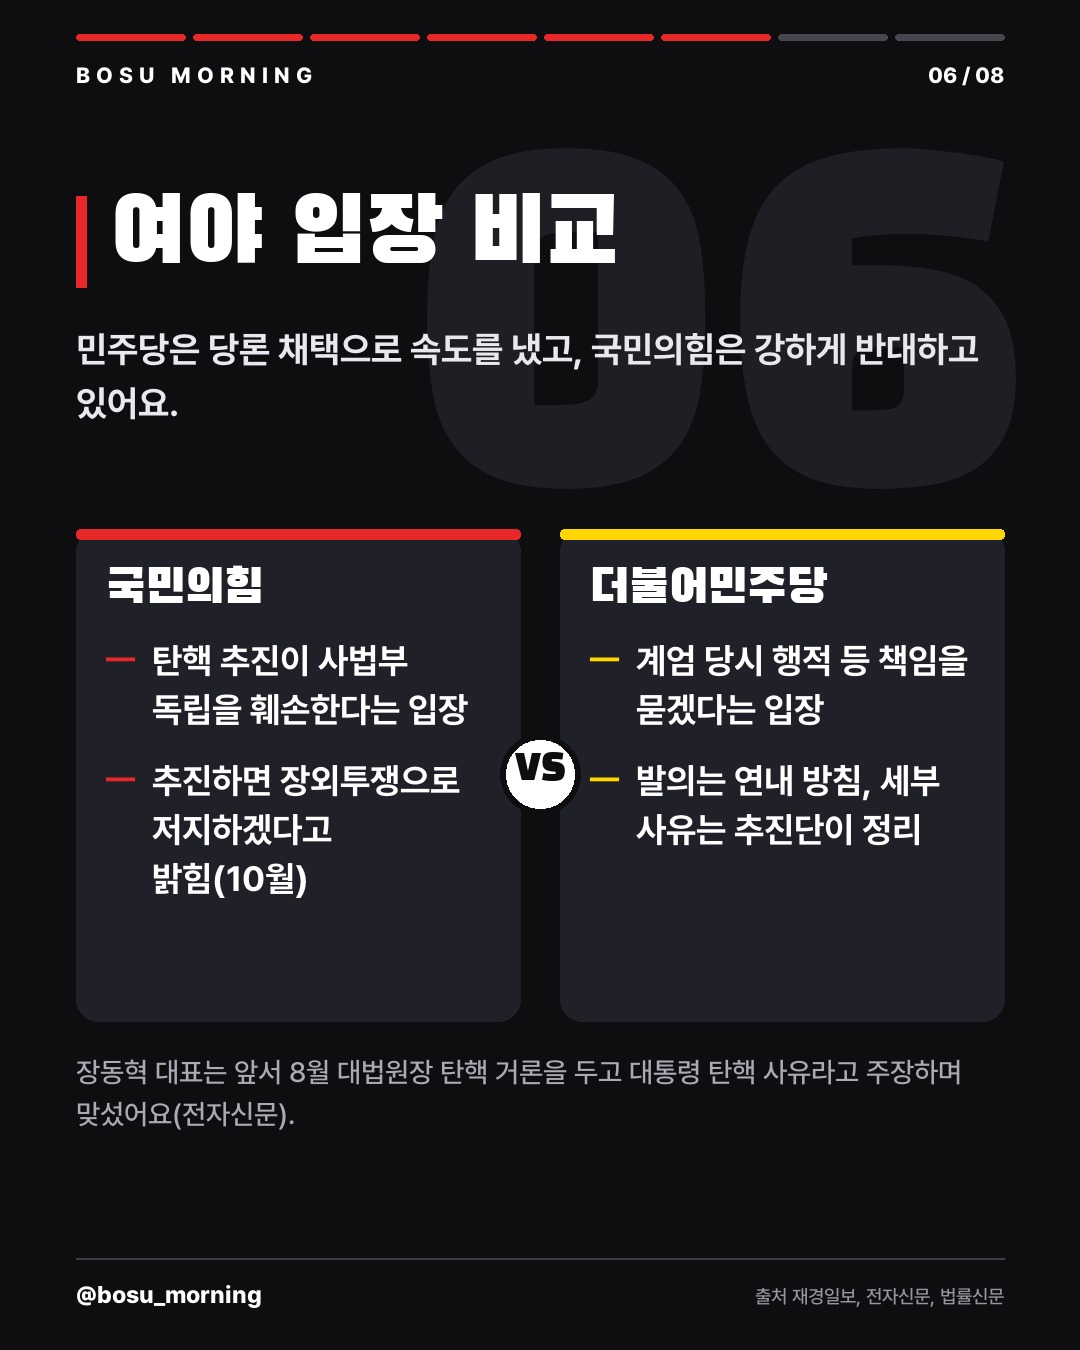 BOSU MORNING
06 / 08
06
여야 입장 비교
민주당은 당론 채택으로 속도를 냈고, 국민의힘은 강하게 반대하고
있어요.
국민의힘
탄핵 추진이 사법부
독립을 훼손한다는 입장
추진하면 장외투쟁으로
저지하겠다고
밝힘(10월)
VS
더불어민주당
계엄 당시 행적 등 책임을
묻겠다는 입장
발의는 연내 방침, 세부
사유는 추진단이 정리
장동혁 대표는 앞서 8월 대법원장 탄핵 거론을 두고 대통령 탄핵 사유라고 주장하며
맞섰어요(전자신문).
@bosu_morning
출처 재경일보, 전자신문, 법률신문